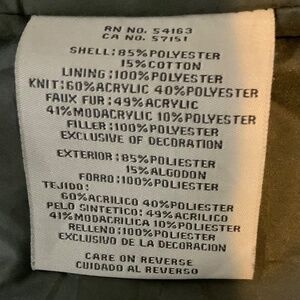 RN NO. 54163
CA NO. 57151
SHELL: 85% POLYESTER
15% COTTON
LINING: 100% POLYESTER
KNIT: 60% ACRYLIC 40% POLYESTER
FAUX FUR: 49% ACRYLIC
41% MODACRYLIC 10% POLYESTER
FILLER: 100% POLYESTER
EXCLUSIVE OF DECORATION
EXTERIOR: 85% POLIESTER
15% ALGODON
FORRO: 100% POLIESTER
TEJIDO:
60% ACRILICO 40% POLIESTER
PELO SINTETICO: 49% ACRILICO
41% MODACRILICA 10% POLIESTER
RELLENO: 100% POLIESTER
EXCLUSIVO DE LA DECORACION
CARE ON REVERSE
CUIDADO AL REVERSO